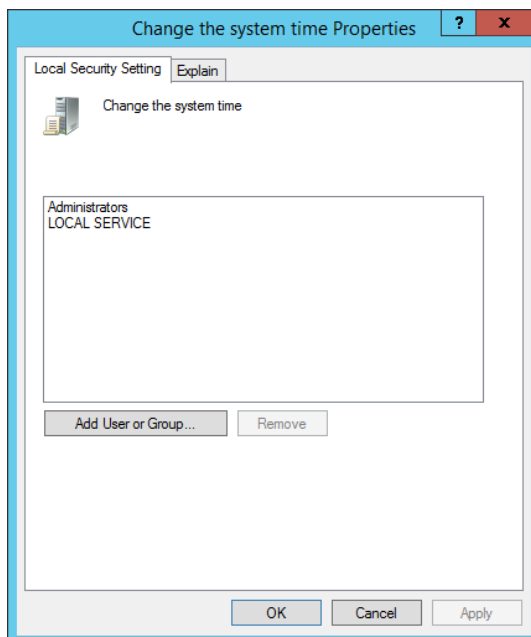 Change the system time Properties
?
x
Local Security Setting
Explain
Change the system time
Administrators
LOCAL SERVICE
Add User or Group...
Remove
OK
Cancel
Apply